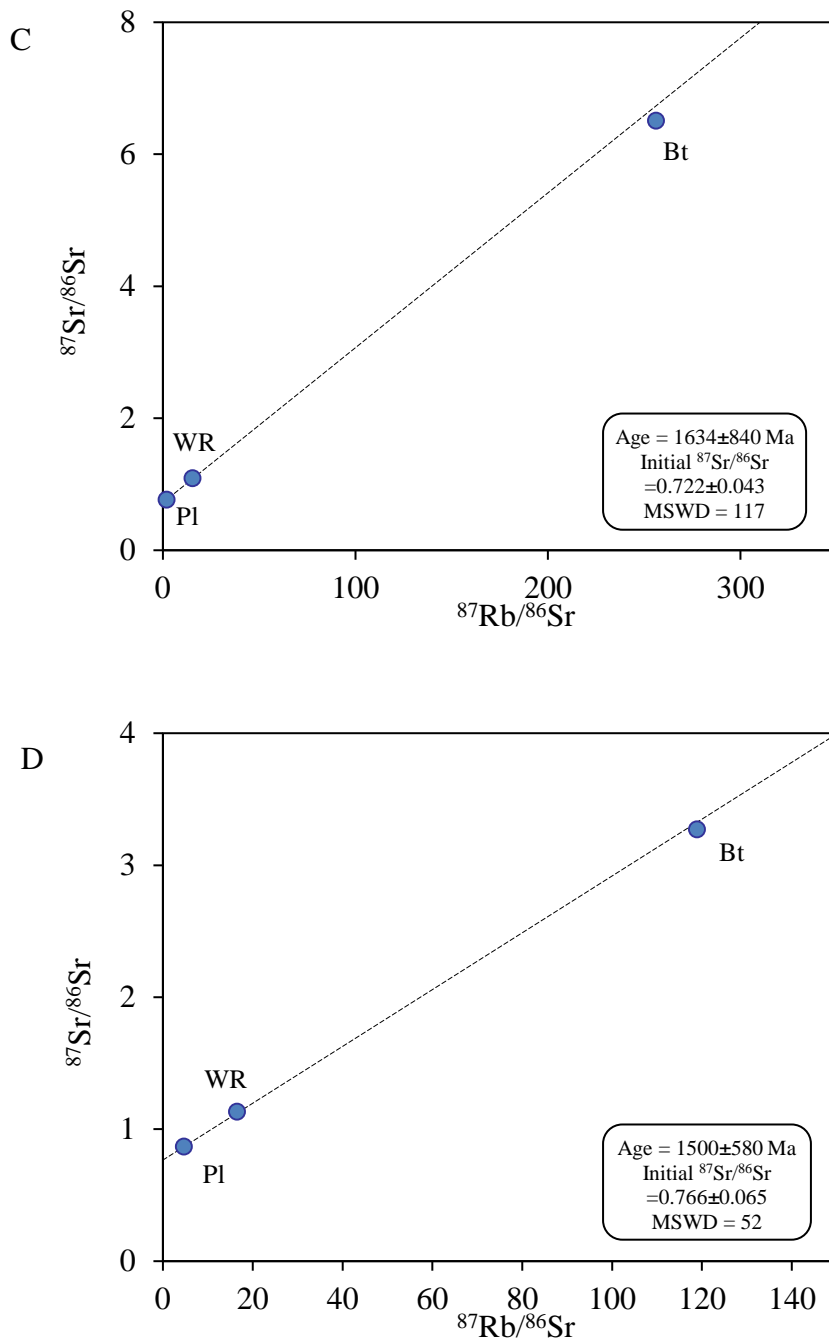 C
8
6
4
2
0
⁸⁷Sr/⁸⁶Sr
WR
Pl
Bt
Age = 1634±840 Ma
Initial ⁸⁷Sr/⁸⁶Sr
=0.722±0.043
MSWD = 117
0 100 200 300
⁸⁷Rb/⁸⁶Sr
D
4
3
2
1
0
⁸⁷Sr/⁸⁶Sr
WR
Pl
Bt
Age = 1500±580 Ma
Initial ⁸⁷Sr/⁸⁶Sr
=0.766±0.065
MSWD = 52
0 20 40 60 80 100 120 140
⁸⁷Rb/⁸⁶Sr